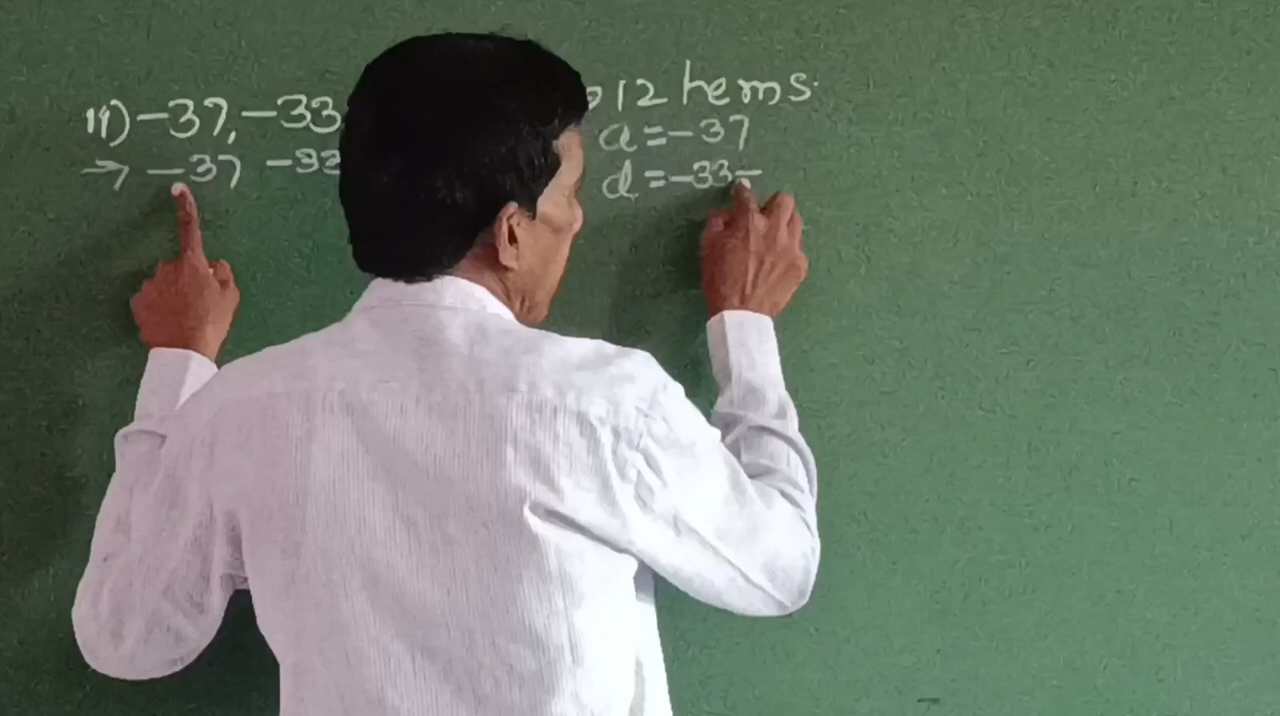 11) -37, -33 12 terms.
a = -37
→ -37 -33 d = -33-